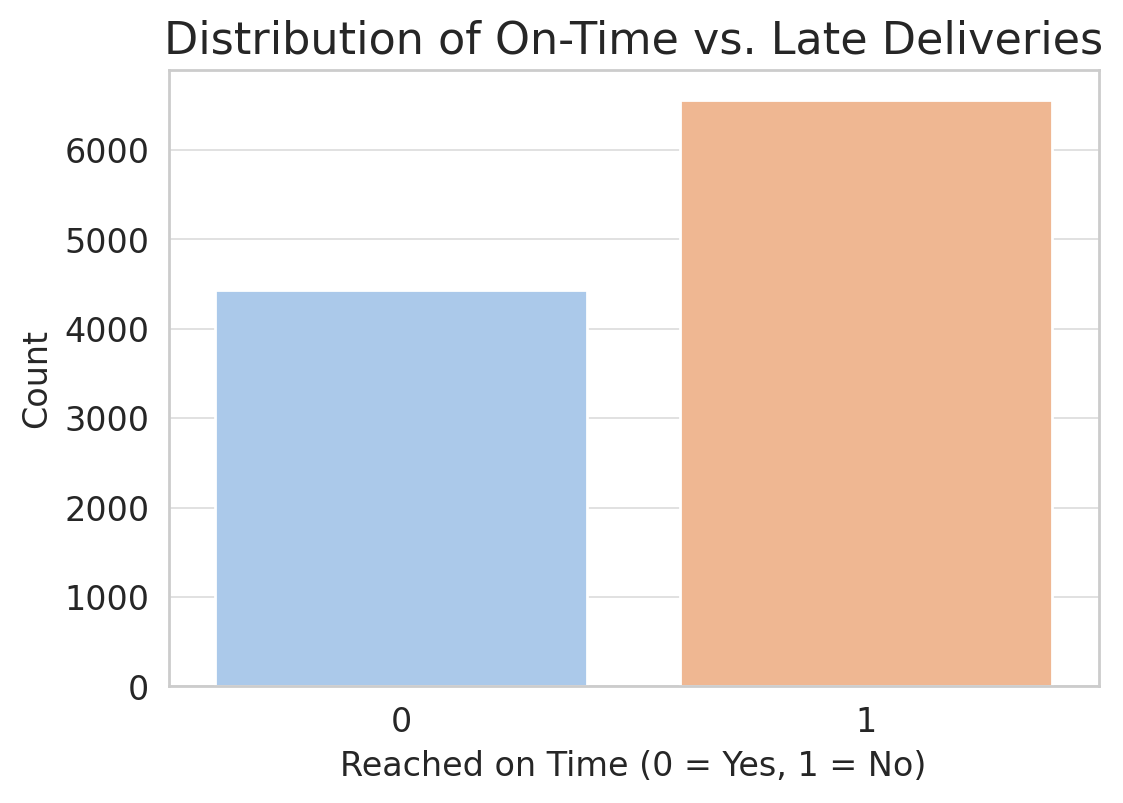 Distribution of On-Time vs. Late Deliveries
6000
5000
4000
3000
2000
1000
0
Count
0 1
Reached on Time (0 = Yes, 1 = No)